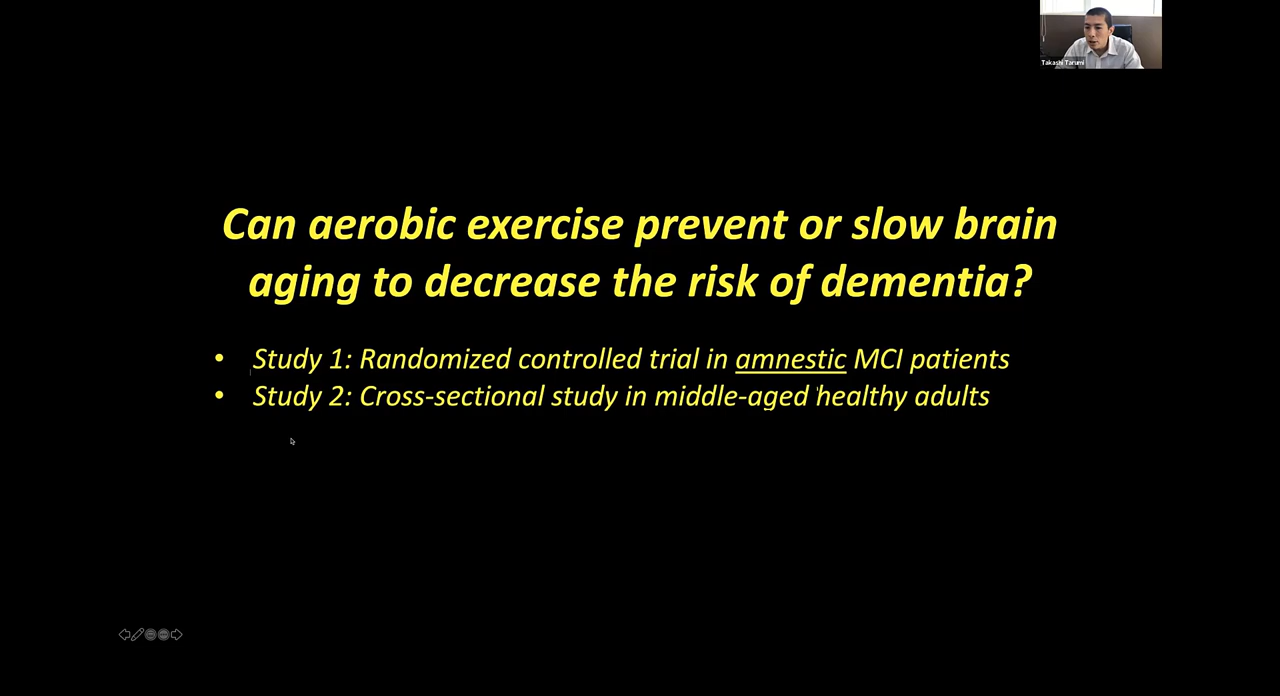 Takashi Tarumi
Can aerobic exercise prevent or slow brain
aging to decrease the risk of dementia?
• Study 1: Randomized controlled trial in amnestic MCI patients
• Study 2: Cross-sectional study in middle-aged healthy adults